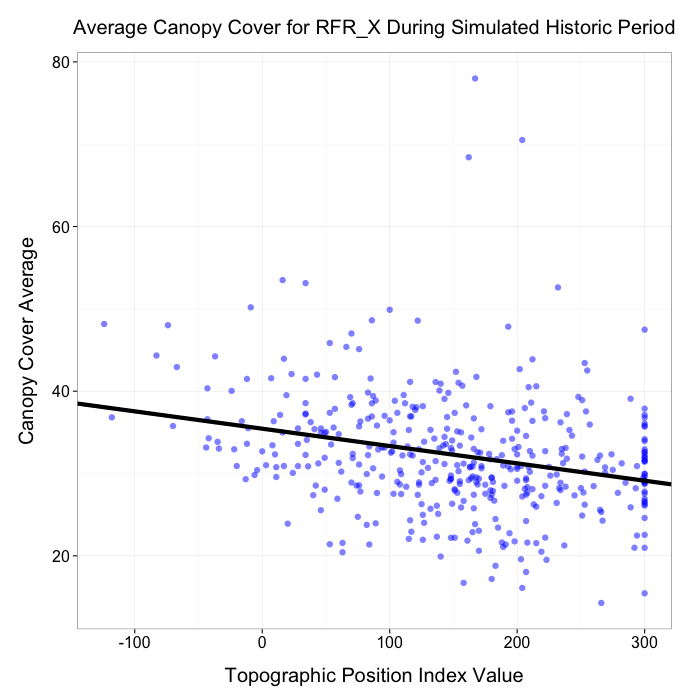 Average Canopy Cover for RFR_X During Simulated Historic Period
80
60
40
20
Canopy Cover Average
-100 0 100 200 300
Topographic Position Index Value